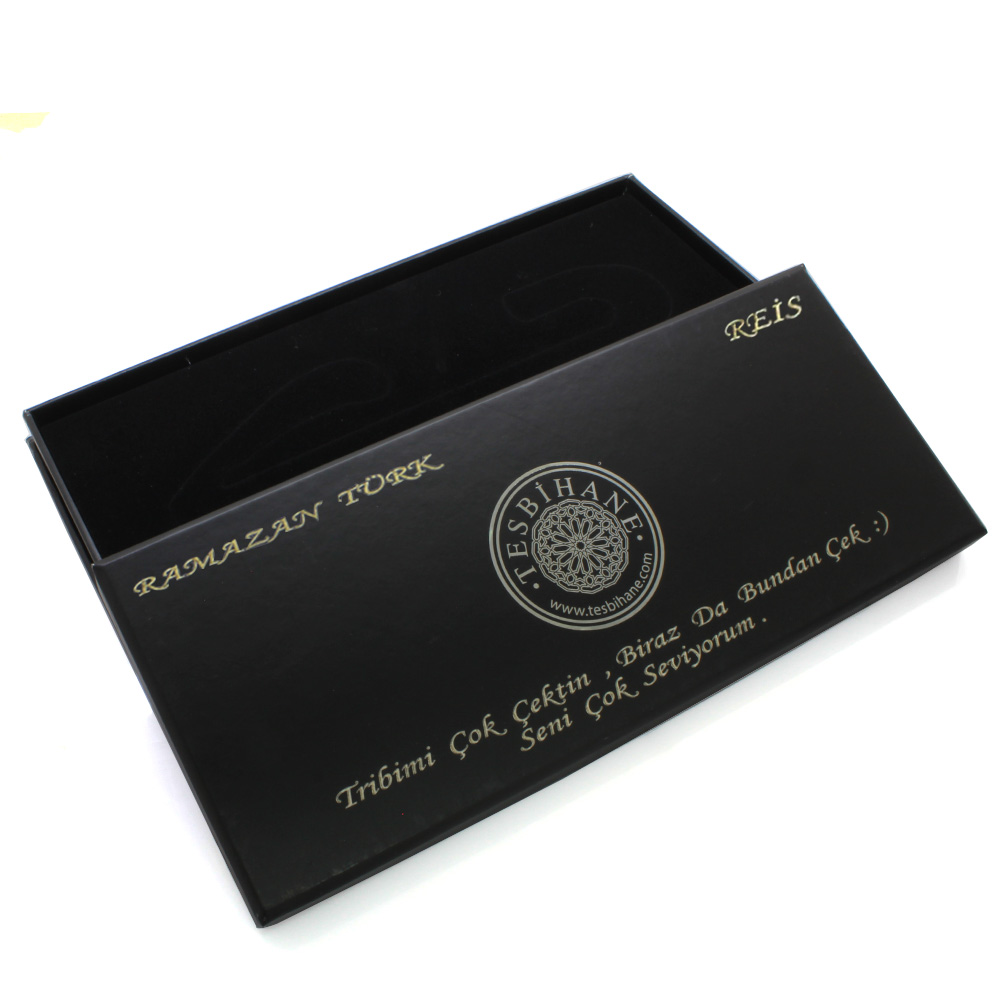 RAMAZAN TÜRK
REİS
• TESBİHANE •
www.tesbihane.com
Tribimi Çok Çektin , Biraz Da Bundan Çek :)
Seni Çok Seviyorum .